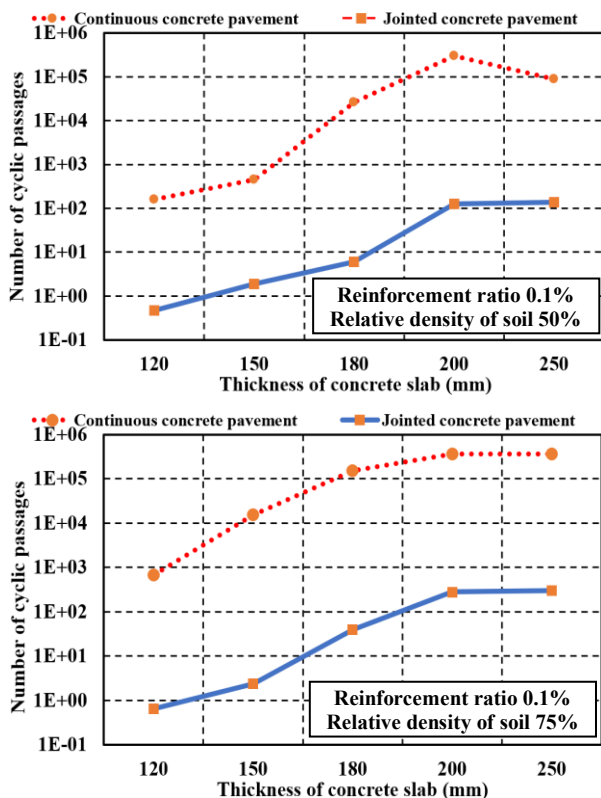 Continuous concrete pavement Jointed concrete pavement
1E+06
1E+05
1E+04
1E+03
1E+02
1E+01
1E+00
1E-01
Number of cyclic passages
Reinforcement ratio 0.1%
Relative density of soil 50%
120 150 180 200 250
Thickness of concrete slab (mm)
Continuous concrete pavement Jointed concrete pavement
1E+06
1E+05
1E+04
1E+03
1E+02
1E+01
1E+00
1E-01
Number of cyclic passages
Reinforcement ratio 0.1%
Relative density of soil 75%
120 150 180 200 250
Thickness of concrete slab (mm)